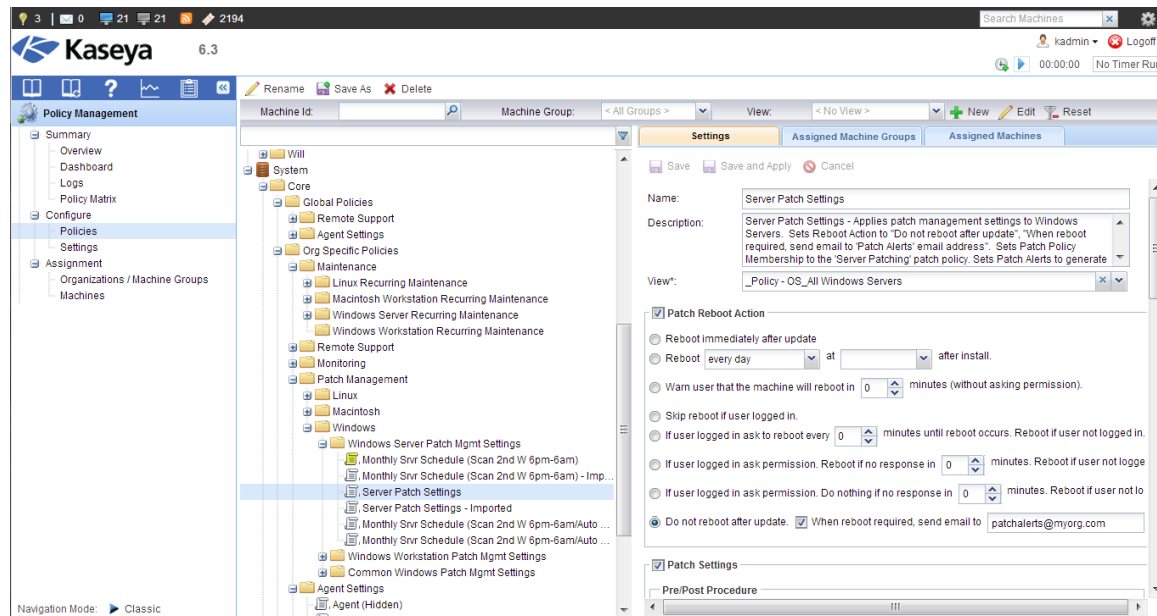 3 0 21 21 2194 Search Machines
Kaseya 6.3
kadmin Logoff
00:00:00 No Timer Run
Policy Management
Summary
Overview
Dashboard
Logs
Policy Matrix
Configure
Policies
Settings
Assignment
Organizations / Machine Groups
Machines
Navigation Mode: Classic
Rename Save As Delete
Machine Id: Machine Group: < All Groups > View: < No View > New Edit Reset
Will
System
Core
Global Policies
Remote Support
Agent Settings
Org Specific Policies
Maintenance
Linux Recurring Maintenance
Macintosh Workstation Recurring Maintenance
Windows Server Recurring Maintenance
Windows Workstation Recurring Maintenance
Remote Support
Monitoring
Patch Management
Linux
Macintosh
Windows
Windows Server Patch Mgmt Settings
Monthly Srvr Schedule (Scan 2nd W 6pm-6am)
Monthly Srvr Schedule (Scan 2nd W 6pm-6am) - Imp...
Server Patch Settings
Server Patch Settings - Imported
Monthly Srvr Schedule (Scan 2nd W 6pm-6am/Auto ...
Monthly Srvr Schedule (Scan 2nd W 6pm-6am/Auto ...
Windows Workstation Patch Mgmt Settings
Common Windows Patch Mgmt Settings
Agent Settings
Agent (Hidden)
Settings Assigned Machine Groups Assigned Machines
Save Save and Apply Cancel
Name: Server Patch Settings
Description: Server Patch Settings - Applies patch management settings to Windows
Servers. Sets Reboot Action to "Do not reboot after update", "When reboot
required, send email to 'Patch Alerts' email address". Sets Patch Policy
Membership to the 'Server Patching' patch policy. Sets Patch Alerts to generate
View*: _Policy - OS_All Windows Servers
Patch Reboot Action
Reboot immediately after update
Reboot every day at after install.
Warn user that the machine will reboot in 0 minutes (without asking permission).
Skip reboot if user logged in.
If user logged in ask to reboot every 0 minutes until reboot occurs. Reboot if user not logged in.
If user logged in ask permission. Reboot if no response in 0 minutes. Reboot if user not logge
If user logged in ask permission. Do nothing if no response in 0 minutes. Reboot if user not lo
Do not reboot after update. When reboot required, send email to patchalerts@myorg.com
Patch Settings
Pre/Post Procedure